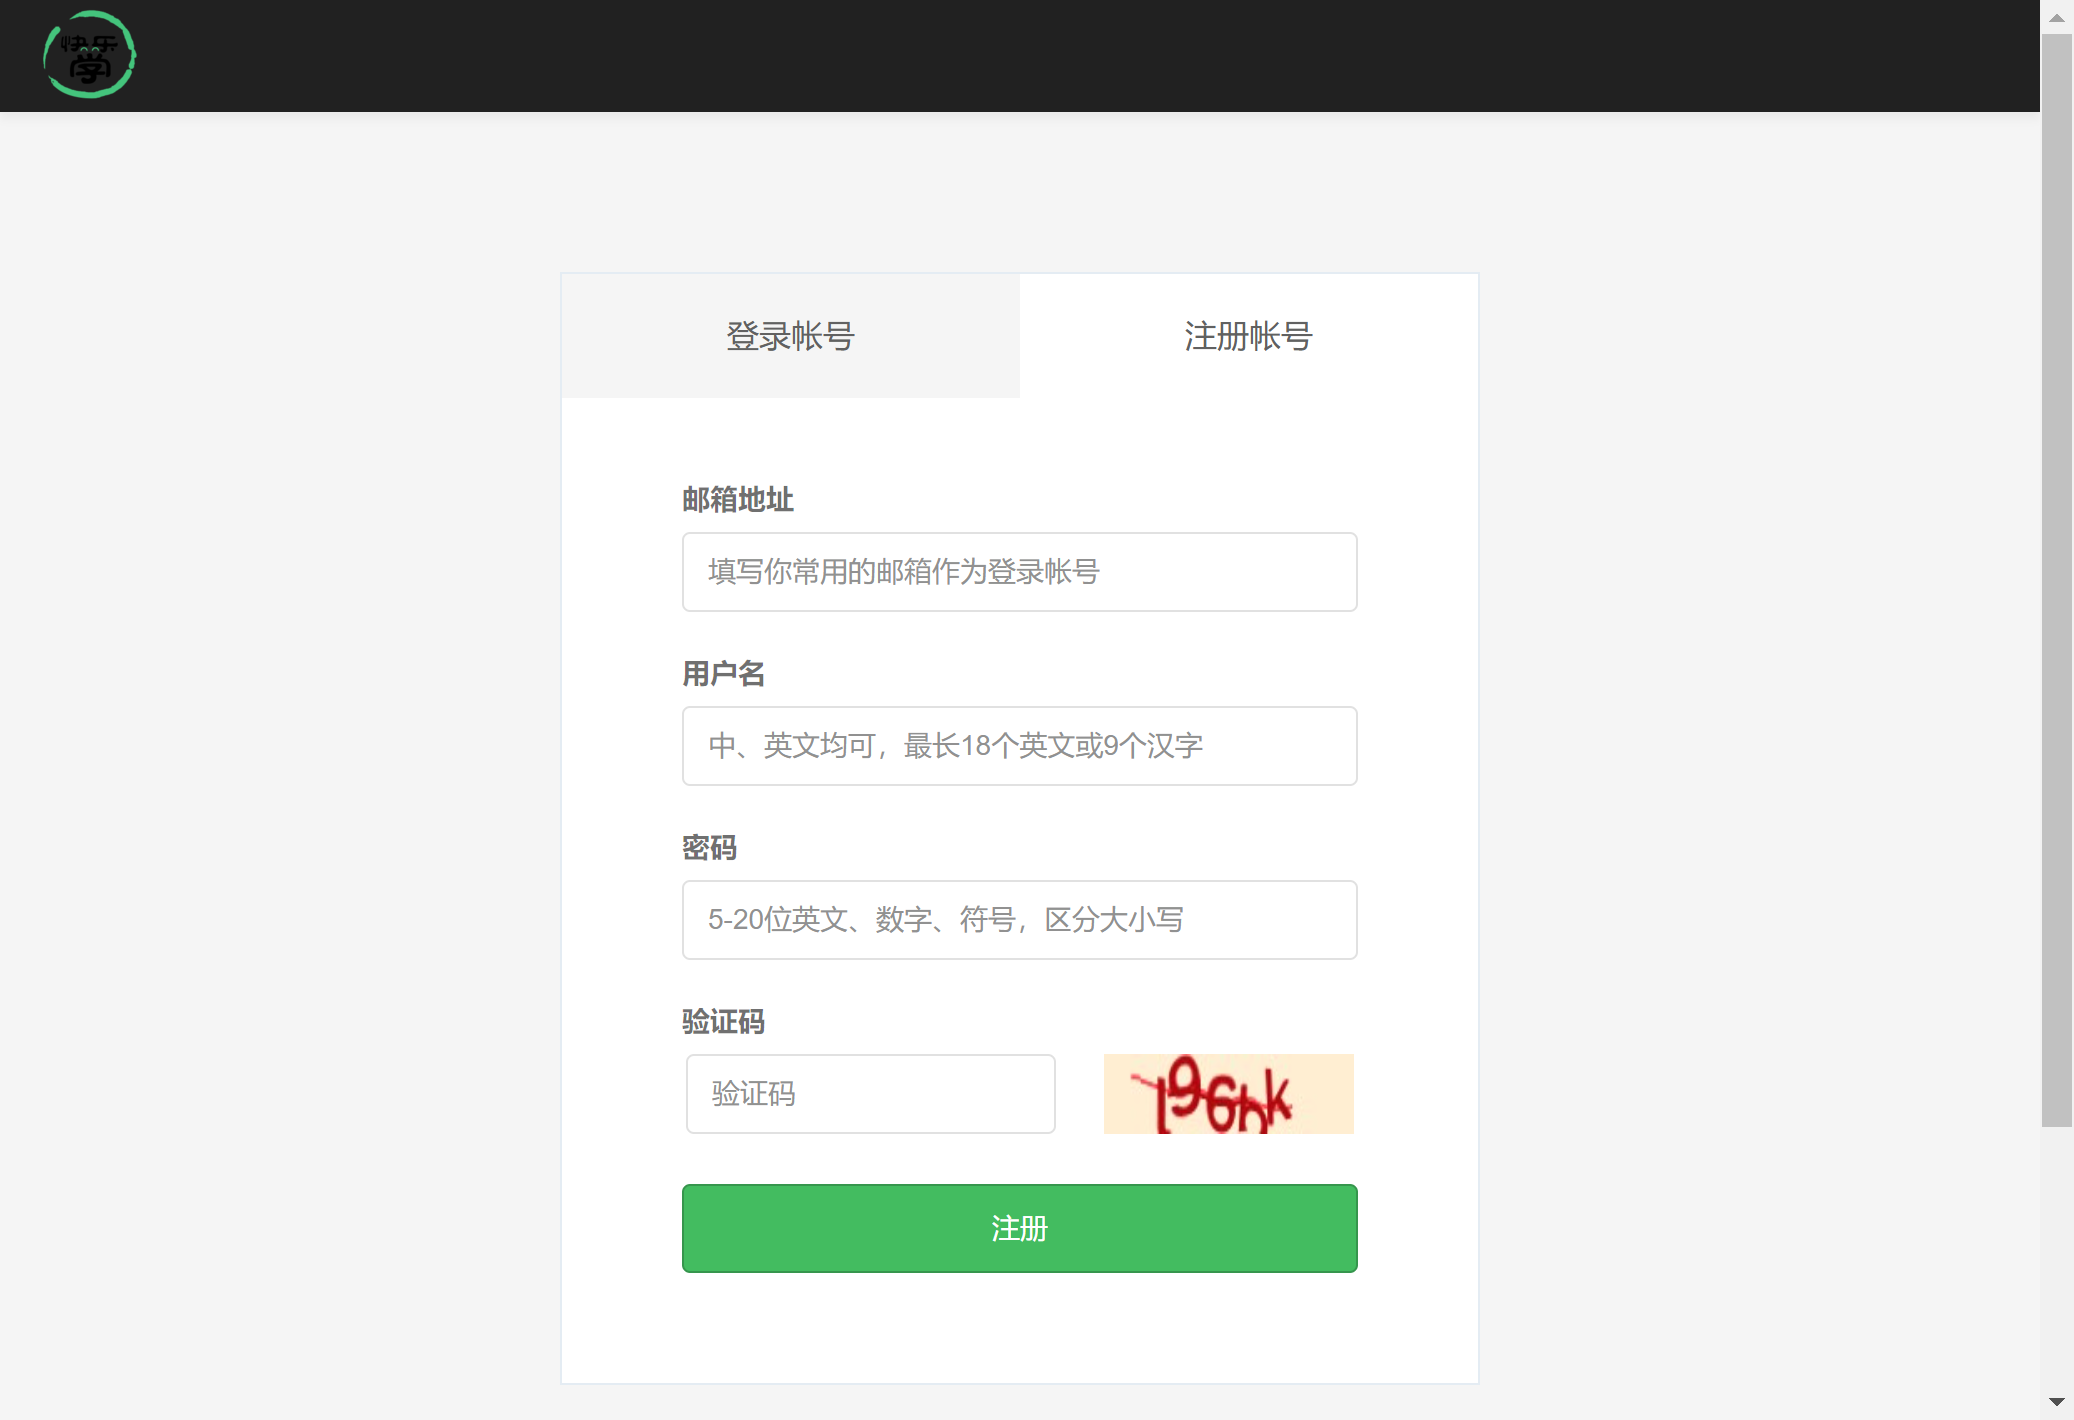 快乐
学
登录帐号
注册帐号
邮箱地址
填写你常用的邮箱作为登录帐号
用户名
中、英文均可，最长18个英文或9个汉字
密码
5-20位英文、数字、符号，区分大小写
验证码
验证码
注册